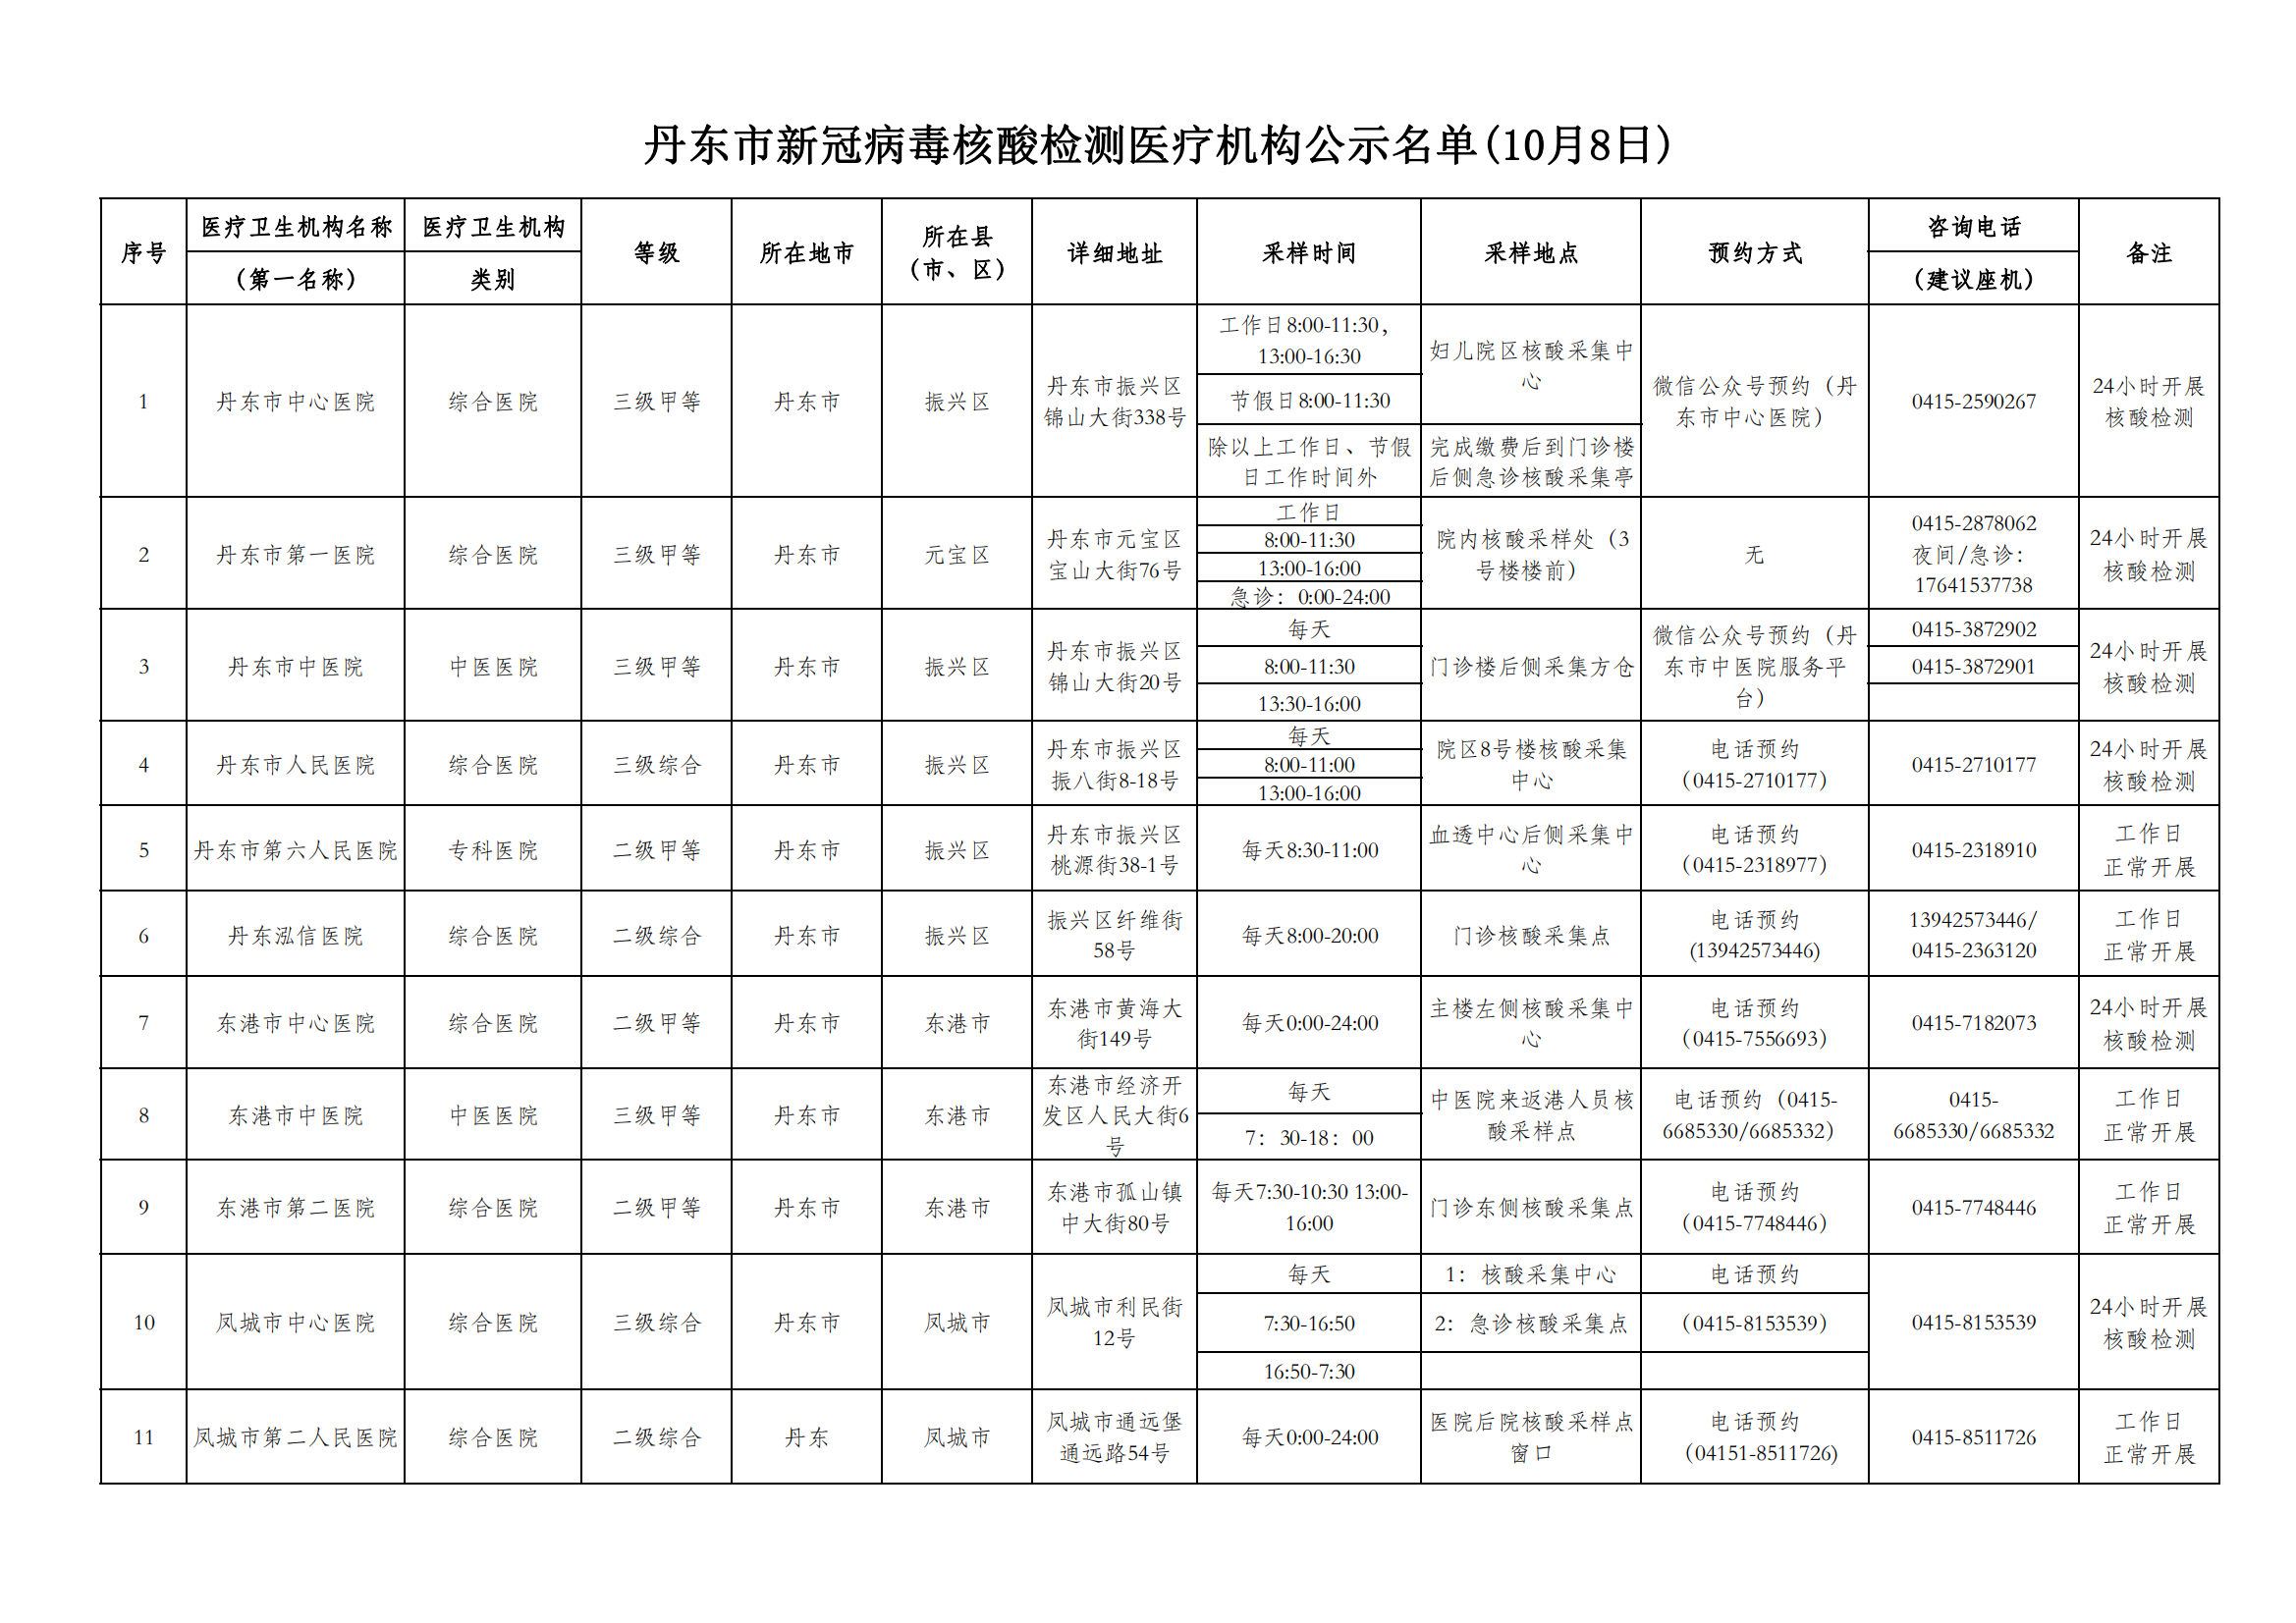 丹东市新冠病毒核酸检测医疗机构公示名单(10月8日)
序号
医疗卫生机构名称
（第一名称）
医疗卫生机构
类别
等级
所在地市
所在县
（市、区）
详细地址
采样时间
采样地点
预约方式
咨询电话
（建议座机）
备注
1
丹东市中心医院
综合医院
三级甲等
丹东市
振兴区
丹东市振兴区
锦山大街338号
工作日8:00-11:30，
13:00-16:30
节假日8:00-11:30
除以上工作日、节假
日工作时间外
妇儿院区核酸采集中
心
完成缴费后到门诊楼
后侧急诊核酸采集亭
微信公众号预约（丹
东市中心医院）
0415-2590267
24小时开展
核酸检测
2
丹东市第一医院
综合医院
三级甲等
丹东市
元宝区
丹东市元宝区
宝山大街76号
工作日
8:00-11:30
13:00-16:00
急诊：0:00-24:00
院内核酸采样处（3
号楼楼前）
无
0415-2878062
夜间/急诊：
17641537738
24小时开展
核酸检测
3
丹东市中医院
中医医院
三级甲等
丹东市
振兴区
丹东市振兴区
锦山大街20号
每天
8:00-11:30
13:30-16:00
门诊楼后侧采集方仓
微信公众号预约（丹
东市中医院服务平
台）
0415-3872902
0415-3872901
24小时开展
核酸检测
4
丹东市人民医院
综合医院
三级综合
丹东市
振兴区
丹东市振兴区
振八街8-18号
每天
8:00-11:00
13:00-16:00
院区8号楼核酸采集
中心
电话预约
（0415-2710177）
0415-2710177
24小时开展
核酸检测
5
丹东市第六人民医院
专科医院
二级甲等
丹东市
振兴区
丹东市振兴区
桃源街38-1号
每天8:30-11:00
血透中心后侧采集中
心
电话预约
（0415-2318977）
0415-2318910
工作日
正常开展
6
丹东泓信医院
综合医院
二级综合
丹东市
振兴区
振兴区纤维街
58号
每天8:00-20:00
门诊核酸采集点
电话预约
(13942573446)
13942573446/
0415-2363120
工作日
正常开展
7
东港市中心医院
综合医院
二级甲等
丹东市
东港市
东港市黄海大
街149号
每天0:00-24:00
主楼左侧核酸采集中
心
电话预约
（0415-7556693）
0415-7182073
24小时开展
核酸检测
8
东港市中医院
中医医院
三级甲等
丹东市
东港市
东港市经济开
发区人民大街6
号
每天
7：30-18：00
中医院来返港人员核
酸采样点
电话预约（0415-
6685330/6685332）
0415-
6685330/6685332
工作日
正常开展
9
东港市第二医院
综合医院
二级甲等
丹东市
东港市
东港市孤山镇
中大街80号
每天7:30-10:30 13:00-
16:00
门诊东侧核酸采集点
电话预约
（0415-7748446）
0415-7748446
工作日
正常开展
10
凤城市中心医院
综合医院
三级综合
丹东市
凤城市
凤城市利民街
12号
每天
7:30-16:50
16:50-7:30
1：核酸采集中心
2：急诊核酸采集点
电话预约
（0415-8153539）
0415-8153539
24小时开展
核酸检测
11
凤城市第二人民医院
综合医院
二级综合
丹东
凤城市
凤城市通远堡
通远路54号
每天0:00-24:00
医院后院核酸采样点
窗口
电话预约
（04151-8511726)
0415-8511726
工作日
正常开展